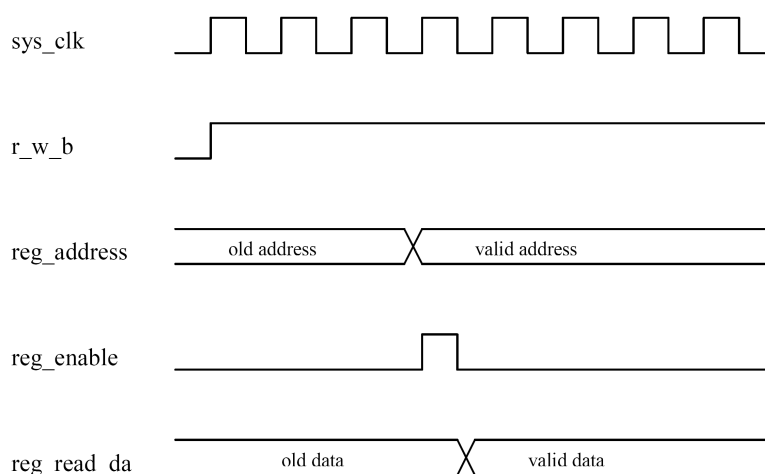 sys_clk
r_w_b
reg_address old address valid address
reg_enable
reg_read_da old data valid data